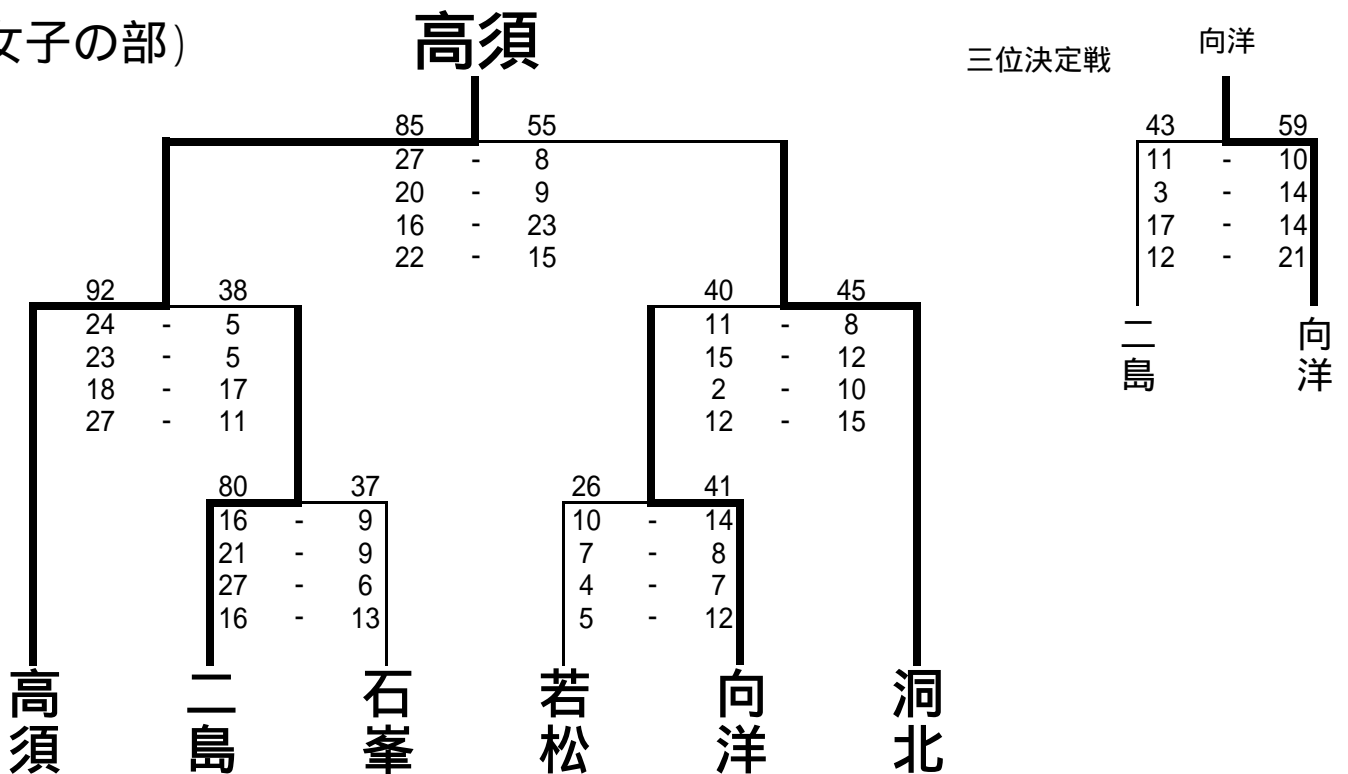 女子の部)
高須
三位決定戦
向洋
85 55
27 - 8
20 - 9
16 - 23
22 - 15
43 59
11 - 10
3 - 14
17 - 14
12 - 21
二島
向洋
92 38
24 - 5
23 - 5
18 - 17
27 - 11
40 45
11 - 8
15 - 12
2 - 10
12 - 15
80 37
16 - 9
21 - 9
27 - 6
16 - 13
26 41
10 - 14
7 - 8
4 - 7
5 - 12
高須
二島
石峯
若松
向洋
洞北